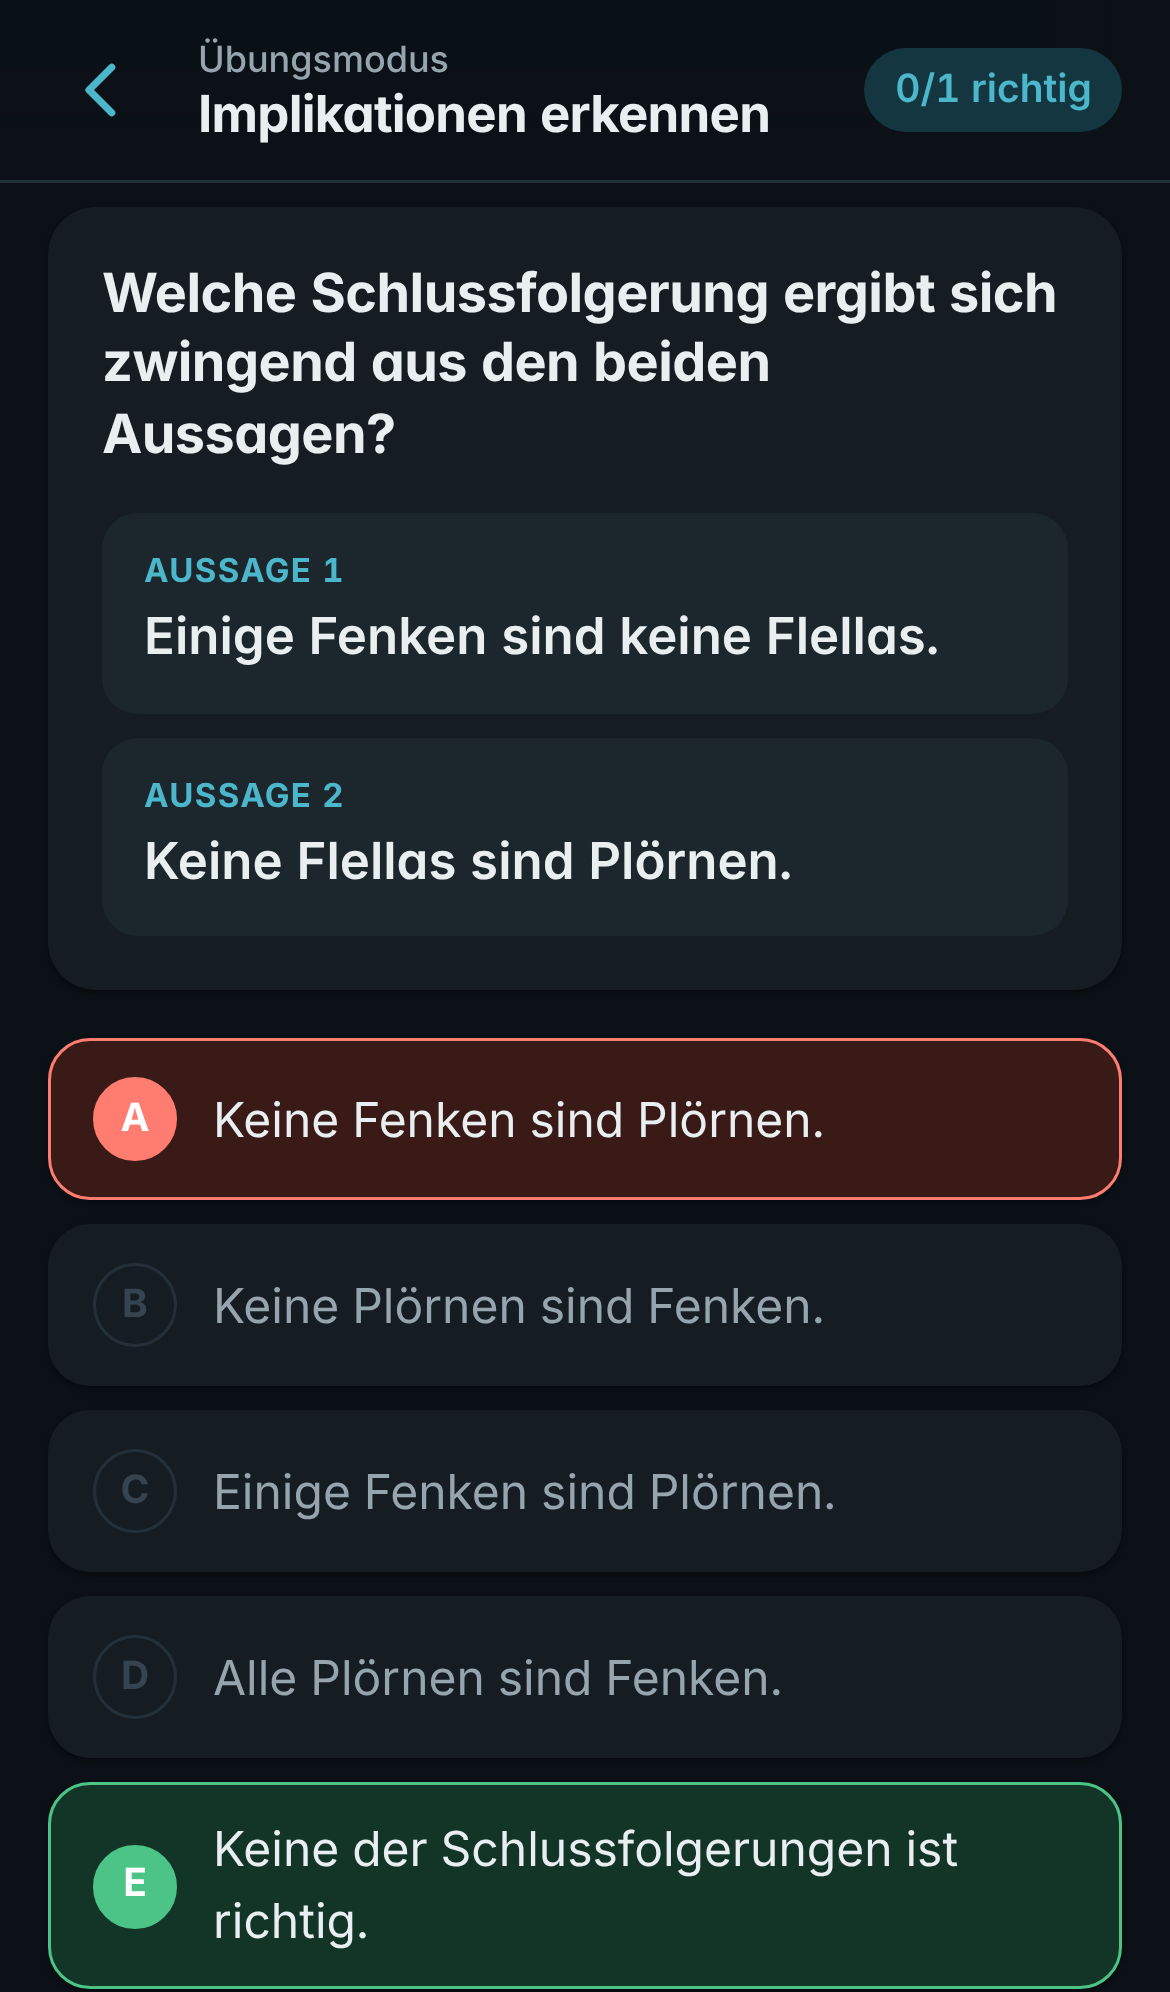 Übungsmodus
Implikationen erkennen
0/1 richtig
Welche Schlussfolgerung ergibt sich
zwingend aus den beiden
Aussagen?
AUSSAGE 1
Einige Fenken sind keine Flellas.
AUSSAGE 2
Keine Flellas sind Plörnen.
A Keine Fenken sind Plörnen.
B Keine Plörnen sind Fenken.
C Einige Fenken sind Plörnen.
D Alle Plörnen sind Fenken.
E Keine der Schlussfolgerungen ist
richtig.